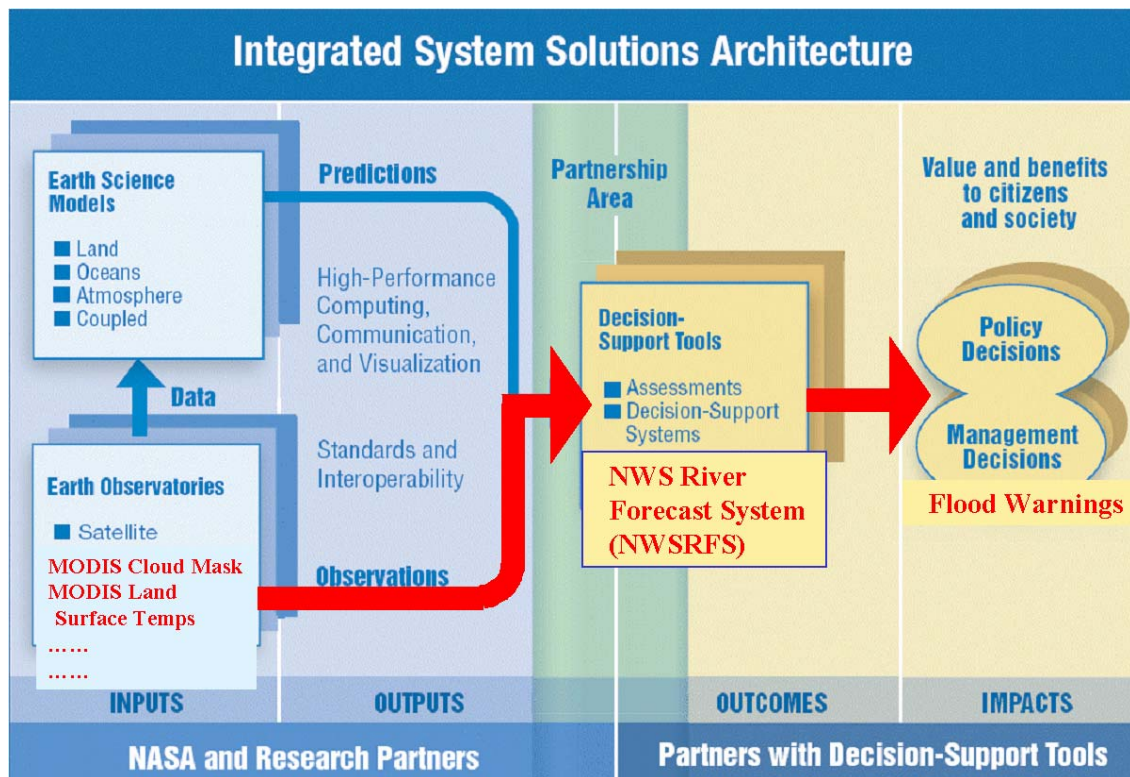 Integrated System Solutions Architecture
Earth Science
Models
Land
Oceans
Atmosphere
Coupled
Data
Earth Observatories
Satellite
MODIS Cloud Mask
MODIS Land
Surface Temps
......
......
Predictions
High-Performance
Computing,
Communication,
and Visualization
Standards and
Interoperability
Observations
Partnership
Area
Decision-
Support Tools
Assessments
Decision-Support
Systems
NWS River
Forecast System
(NWSRFS)
Value and benefits
to citizens
and society
Policy
Decisions
Management
Decisions
Flood Warnings
INPUTS
OUTPUTS
OUTCOMES
IMPACTS
NASA and Research Partners
Partners with Decision-Support Tools